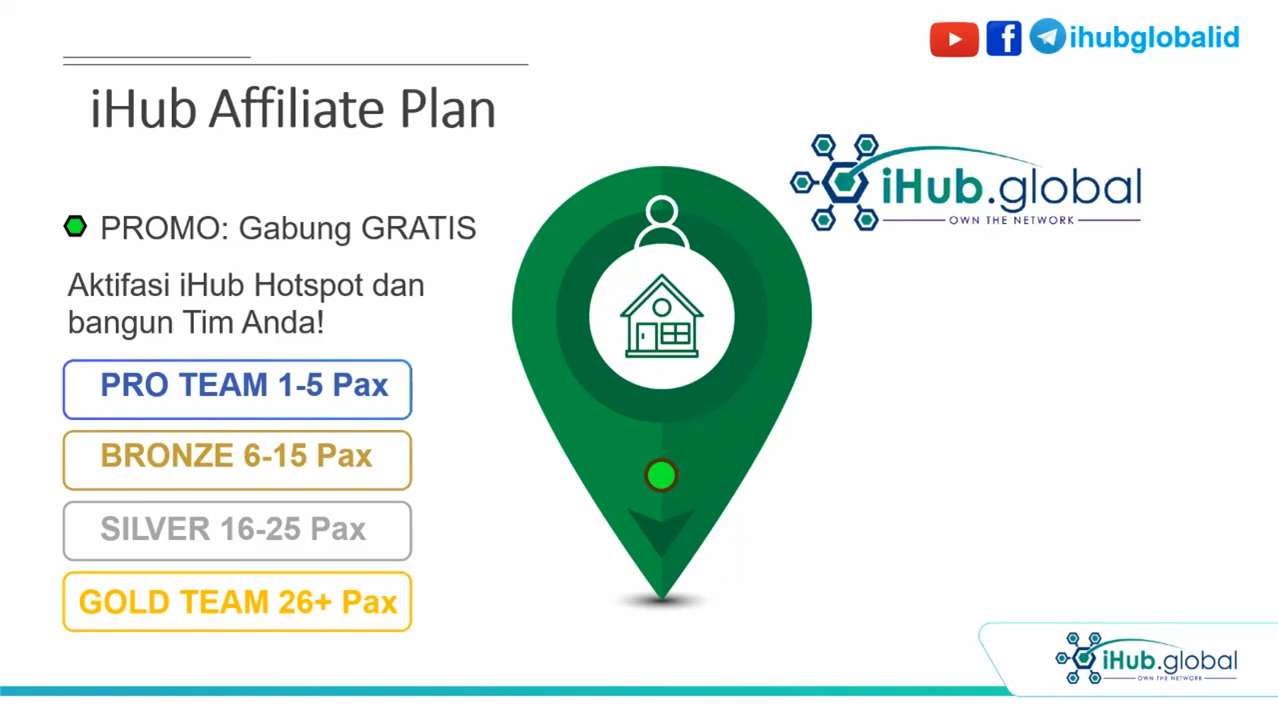 ihubglobalid
iHub Affiliate Plan
iHub.global
OWN THE NETWORK
PROMO: Gabung GRATIS
Aktifasi iHub Hotspot dan
bangun Tim Anda!
PRO TEAM 1-5 Pax
BRONZE 6-15 Pax
SILVER 16-25 Pax
GOLD TEAM 26+ Pax
iHub.global
OWN THE NETWORK